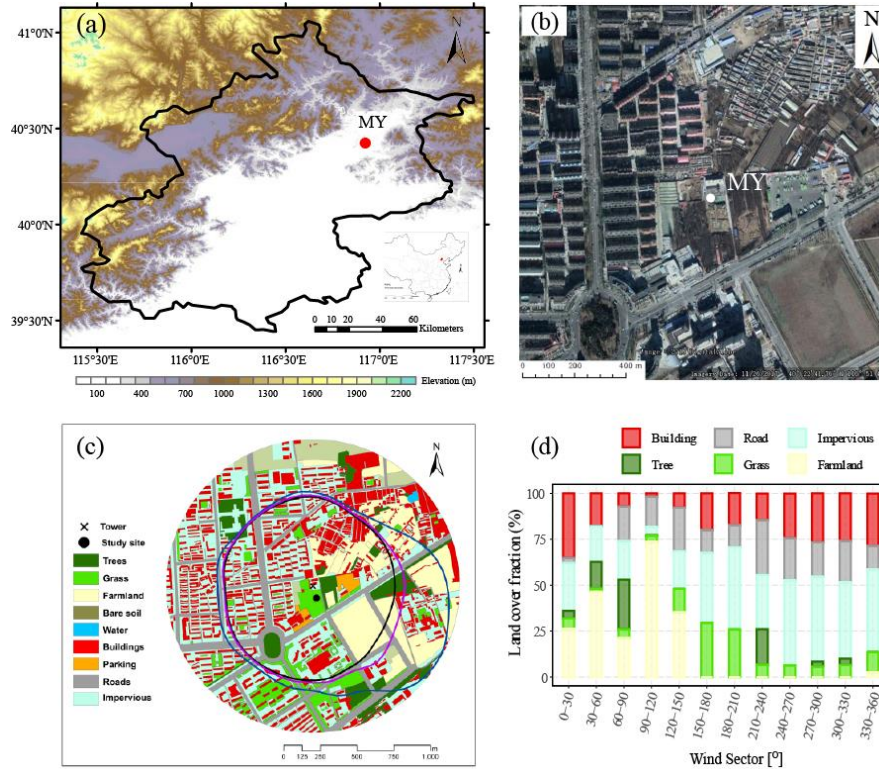 (a)
N
41°0′N
40°30′N
40°0′N
39°30′N
MY
0 10 20 40 60
Kilometers
115°30′E 116°0′E 116°30′E 117°0′E 117°30′E
100 400 700 1000 1300 1600 1900 2200 Elevation (m)
(b)
N
MY
0 100 200 400 m
(c)
N
Tower
Study site
Trees
Grass
Farmland
Bare soil
Water
Buildings
Parking
Roads
Impervious
0 125 250 500 750 1.000
m
(d)
Building Road Impervious
Tree Grass Farmland
Land cover fraction (%)
100
75
50
25
0
0–30 30–60 60–90 90–120 120–150 150–180 180–210 210–240 240–270 270–300 300–330 330–360
Wind Sector [°]